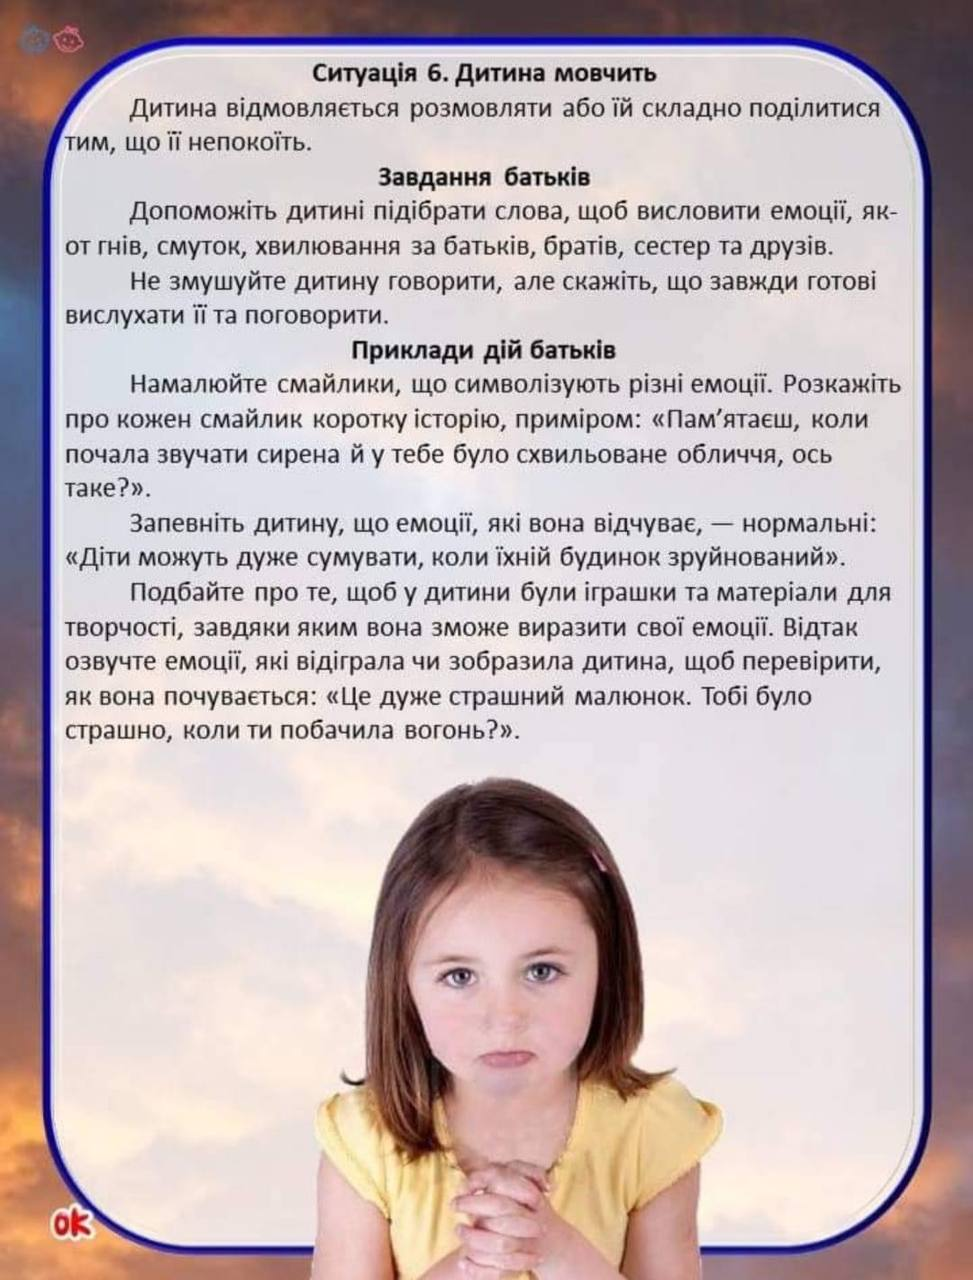 Ситуація 6. Дитина мовчить
Дитина відмовляється розмовляти або їй складно поділитися
тим, що її непокоїть.
Завдання батьків
Допоможіть дитині підібрати слова, щоб висловити емоції, як-
от гнів, смуток, хвилювання за батьків, братів, сестер та друзів.
Не змушуйте дитину говорити, але скажіть, що завжди готові
вислухати її та поговорити.
Приклади дій батьків
Намалюйте смайлики, що символізують різні емоції. Розкажіть
про кожен смайлик коротку історію, приміром: «Пам’ятаєш, коли
почала звучати сирена й у тебе було схвильоване обличчя, ось
таке?».
Запевніть дитину, що емоції, які вона відчуває, — нормальні:
«Діти можуть дуже сумувати, коли їхній будинок зруйнований».
Подбайте про те, щоб у дитини були іграшки та матеріали для
творчості, завдяки яким вона зможе виразити свої емоції. Відтак
озвучте емоції, які відіграла чи зобразила дитина, щоб перевірити,
як вона почувається: «Це дуже страшний малюнок. Тобі було
страшно, коли ти побачила вогонь?».
ок